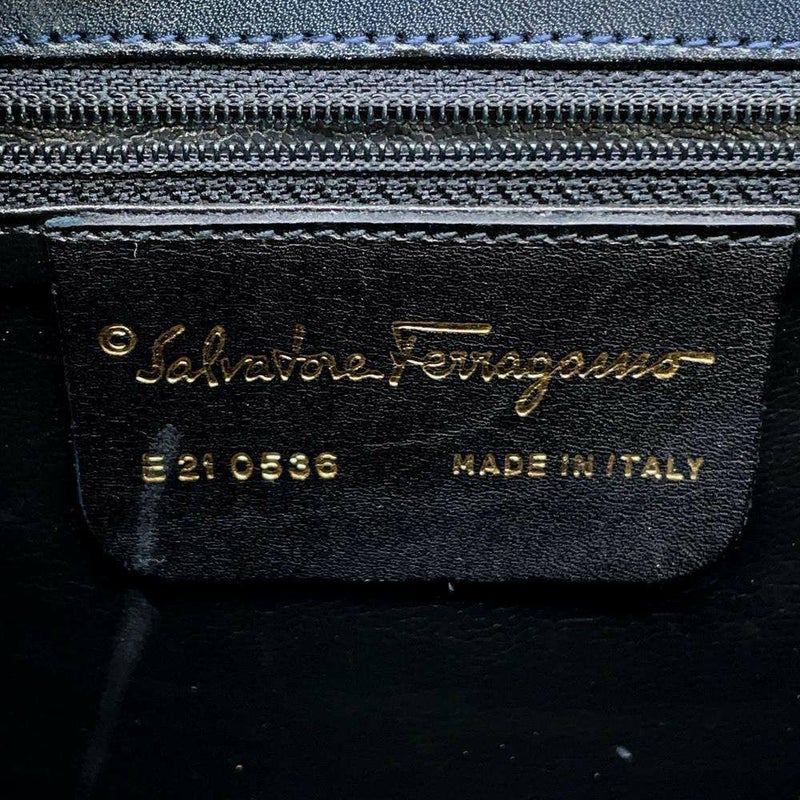 © Salvatore Ferragamo
E 21 0536 MADE IN ITALY